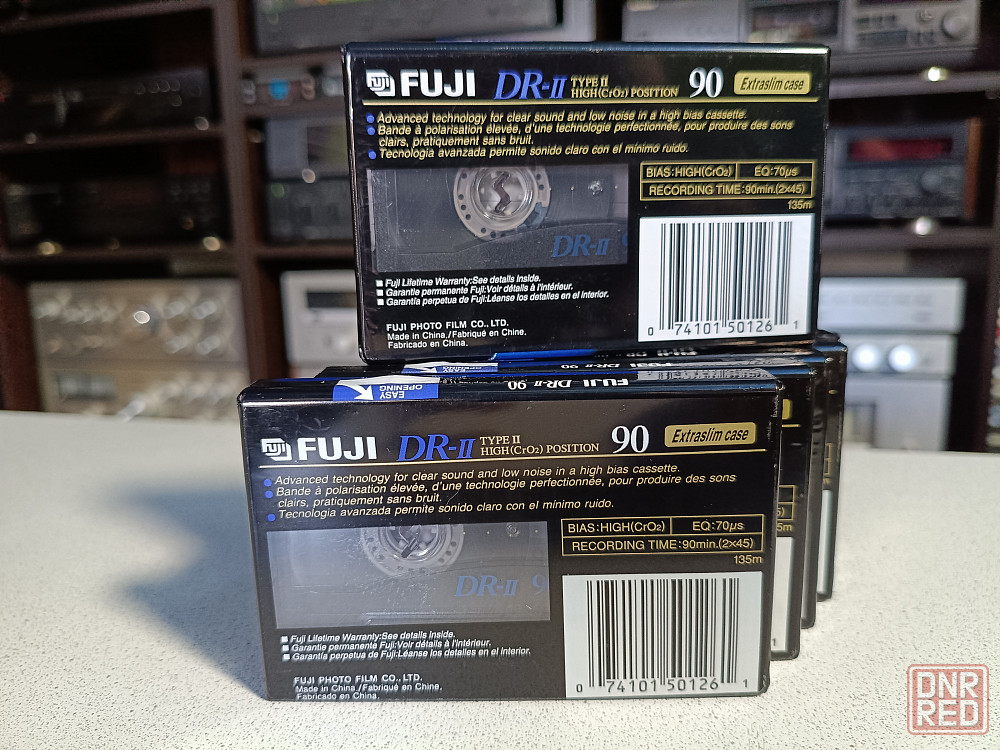 FUJI FUJI DR-II TYPE II HIGH(CrO2) POSITION 90 Extraslim case
Advanced technology for clear sound and low noise in a high bias cassette.
Bande à polarisation élevée, d'une technologie perfectionnée, pour produire des sons
clairs, pratiquement sans bruit.
Tecnologia avanzada permite sonido claro con el mínimo ruido.
BIAS:HIGH(CrO2) EQ:70µs
RECORDING TIME:90min.(2×45)
135m
DR-II 9
Fuji Lifetime Warranty:See details inside.
Garantie permanente Fuji:Voir détails à l'intérieur.
Garantía perpetua de Fuji:Léanse los detalles en el interior.
FUJI PHOTO FILM CO., LTD.
Made in China./Fabriqué en Chine.
Fabricado en China.
0 74101 50126 1
EASY OPENING
FUJI DR-II 90
FUJI FUJI DR-II TYPE II HIGH(CrO2) POSITION 90 Extraslim case
Advanced technology for clear sound and low noise in a high bias cassette.
Bande à polarisation élevée, d'une technologie perfectionnée, pour produire des sons
clairs, pratiquement sans bruit.
Tecnologia avanzada permite sonido claro con el mínimo ruido.
BIAS:HIGH(CrO2) EQ:70µs
RECORDING TIME:90min.(2×45)
135m
DR-II 9
Fuji Lifetime Warranty:See details inside.
Garantie permanente Fuji:Voir détails à l'intérieur.
Garantía perpetua de Fuji:Léanse los detalles en el interior.
FUJI PHOTO FILM CO., LTD.
Made in China./Fabriqué en Chine.
Fabricado en China.
0 74101 50126 1
DNR
RED